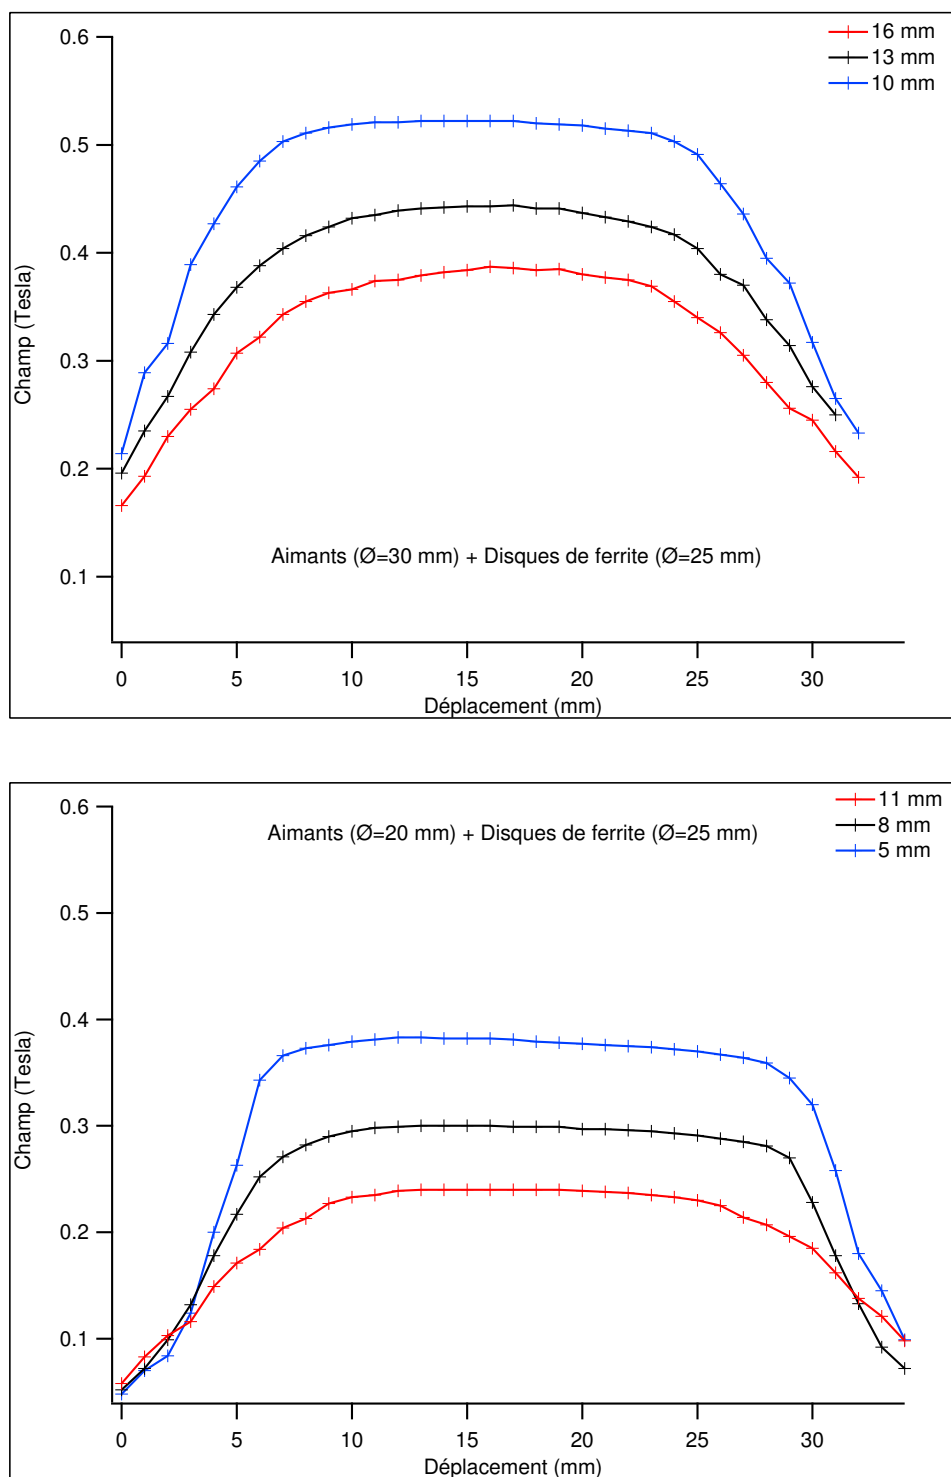 0.6
16 mm
13 mm
10 mm
0.5
0.4
0.3
0.2
0.1
Champ (Tesla)
Aimants (Ø=30 mm) + Disques de ferrite (Ø=25 mm)
0 5 10 15 20 25 30
Déplacement (mm)
0.6
11 mm
8 mm
5 mm
Aimants (Ø=20 mm) + Disques de ferrite (Ø=25 mm)
0.5
0.4
0.3
0.2
0.1
Champ (Tesla)
0 5 10 15 20 25 30
Déplacement (mm)